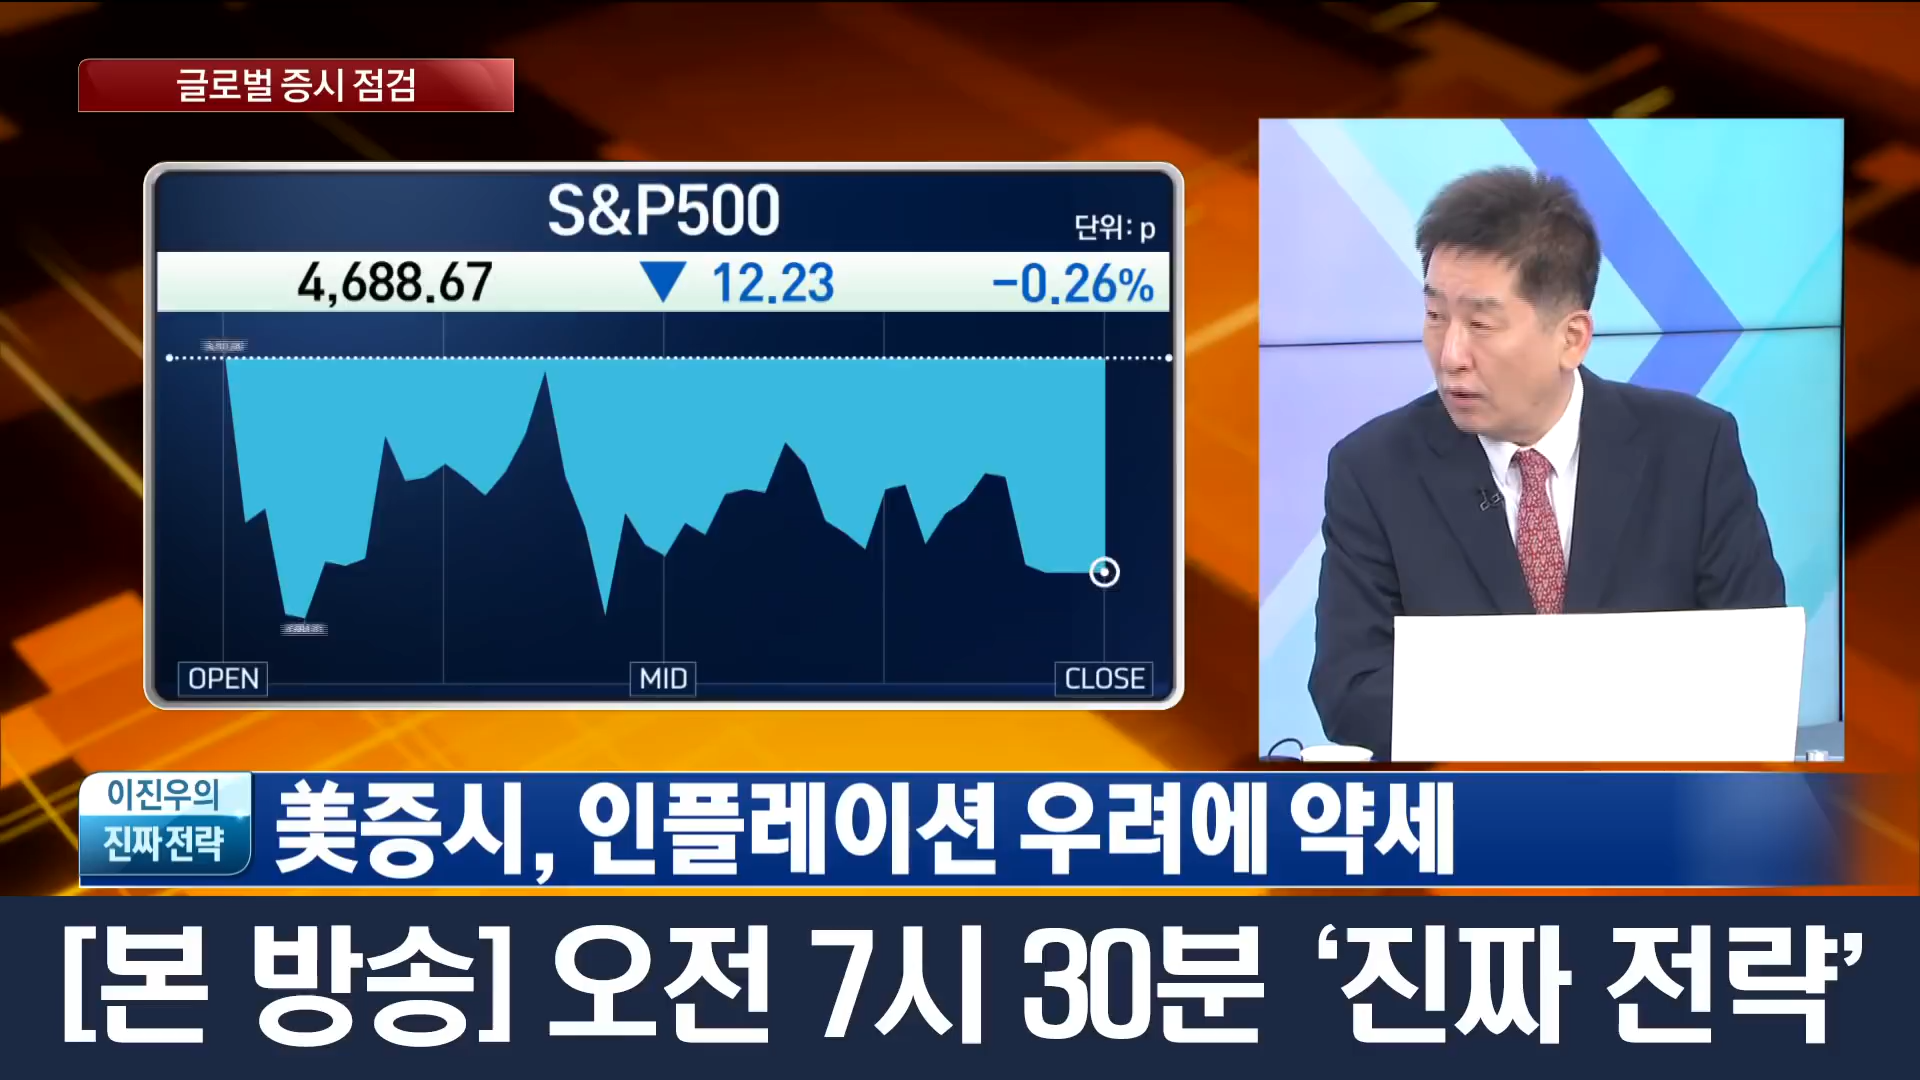 글로벌 증시 점검
S&P500
단위: p
4,688.67 ▼ 12.23 -0.26%
OPEN MID CLOSE
이진우의
진짜 전략
美증시, 인플레이션 우려에 약세
[본 방송] 오전 7시 30분 ‘진짜 전략’